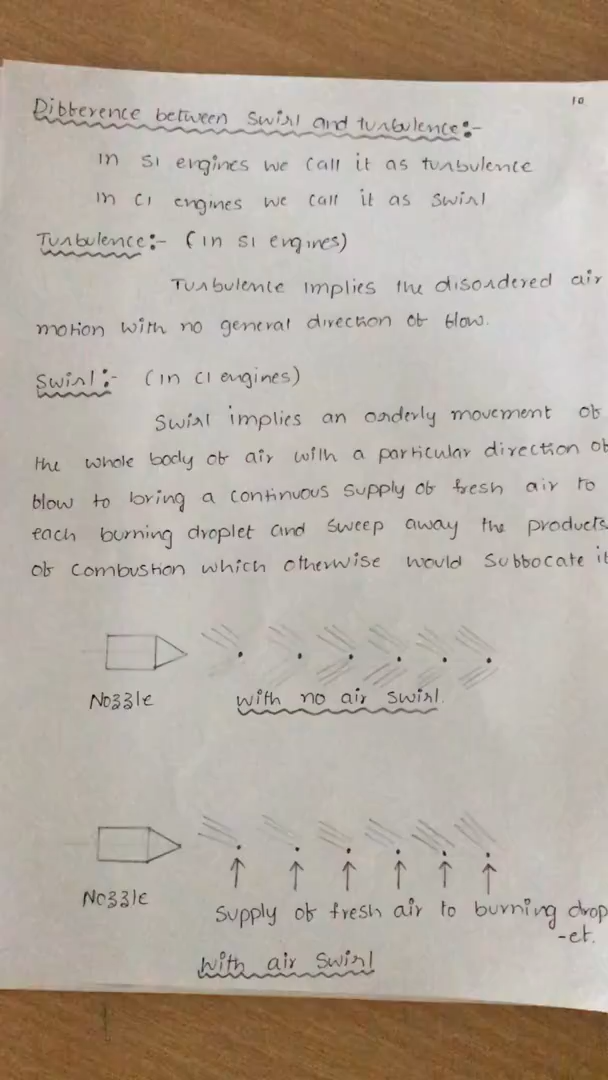 10
Difference between swirl and turbulence:-
In SI engines we call it as turbulence
In CI engines we call it as swirl
Turbulence:- (In SI engines)
Turbulence implies the disordered air
motion with no general direction of flow.
Swirl:- (In CI engines)
Swirl implies an orderly movement of
the whole body of air with a particular direction of
flow to bring a continuous supply of fresh air to
each burning droplet and sweep away the products
of combustion which otherwise would suffocate it
Nozzle
with no air swirl.
Nozzle
Supply of fresh air to burning drop
-et.
With air swirl